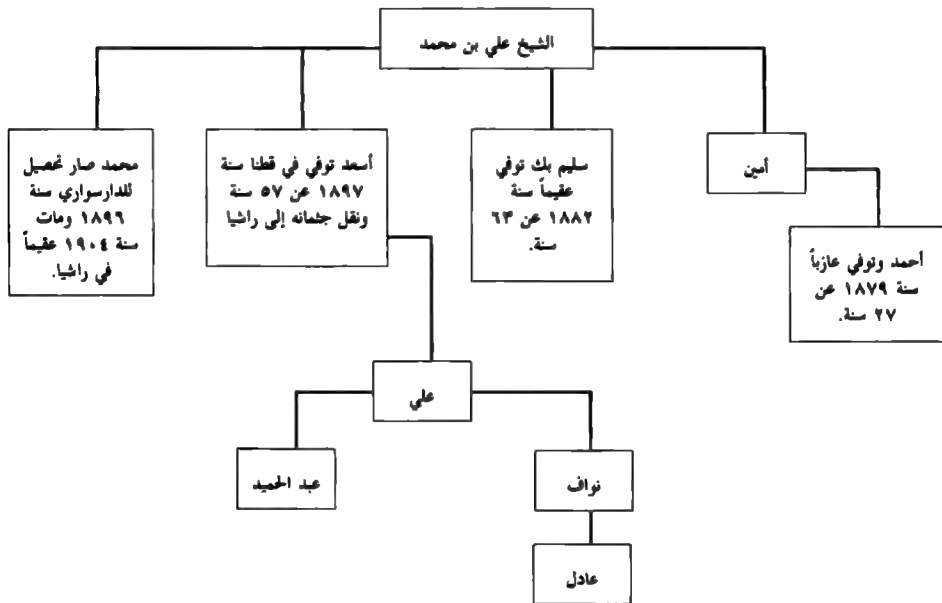 الشيخ علي بن محمد
أمين
سليم بك توفي
عقيماً سنة
١٨٨٢ عن ٦٣
سنة.
أسعد توفي في قطنا سنة
١٨٩٧ عن ٥٧ سنة
ونقل جثمانه إلى راشيا
محمد صار تحصيل
للدارسواري سنة
١٨٩٦ ومات
سنة ١٩٠٤ عقيماً
في راشيا.
أحمد وتوفي عازباً
سنة ١٨٧٩ عن
٢٧ سنة.
علي
نواف
عبد الحميد
عادل